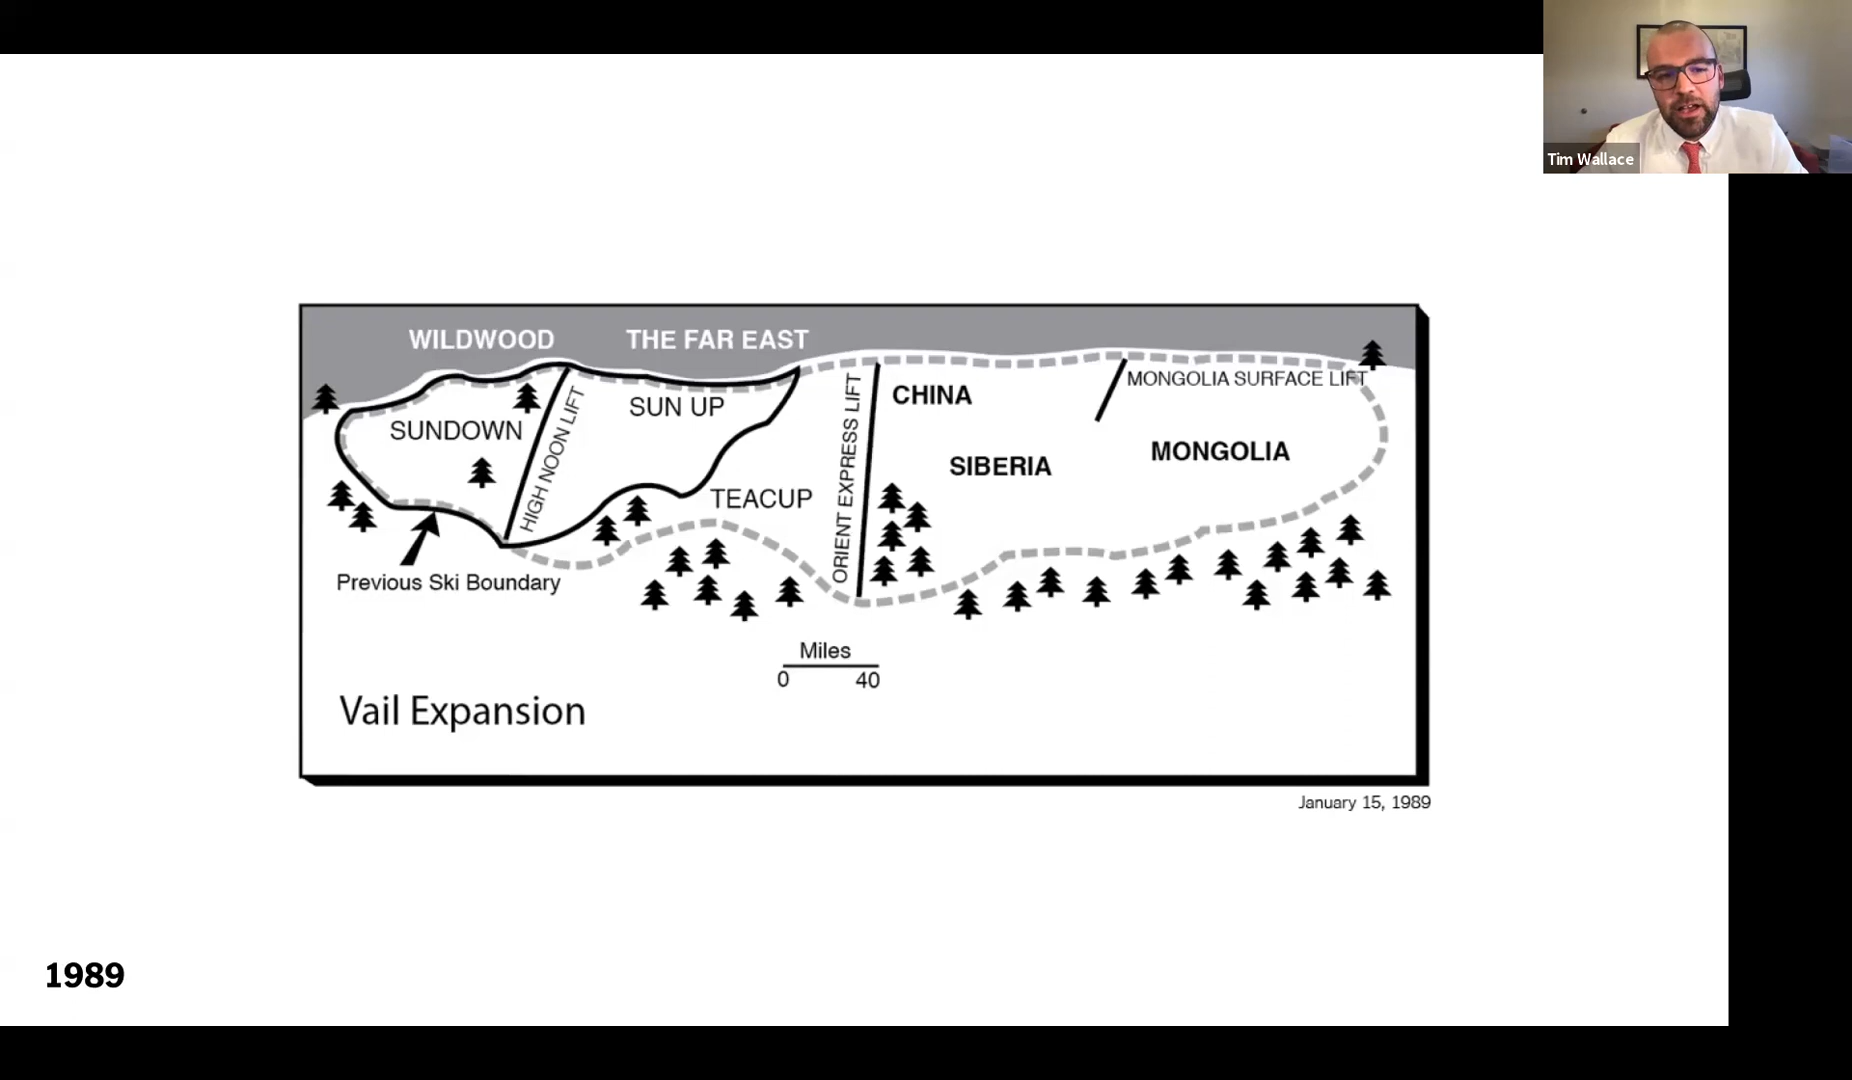 Tim Wallace
WILDWOOD
THE FAR EAST
SUNDOWN
HIGH NOON LIFT
SUN UP
TEACUP
ORIENT EXPRESS LIFT
CHINA
SIBERIA
MONGOLIA SURFACE LIFT
MONGOLIA
Previous Ski Boundary
Miles
0 40
Vail Expansion
January 15, 1989
1989